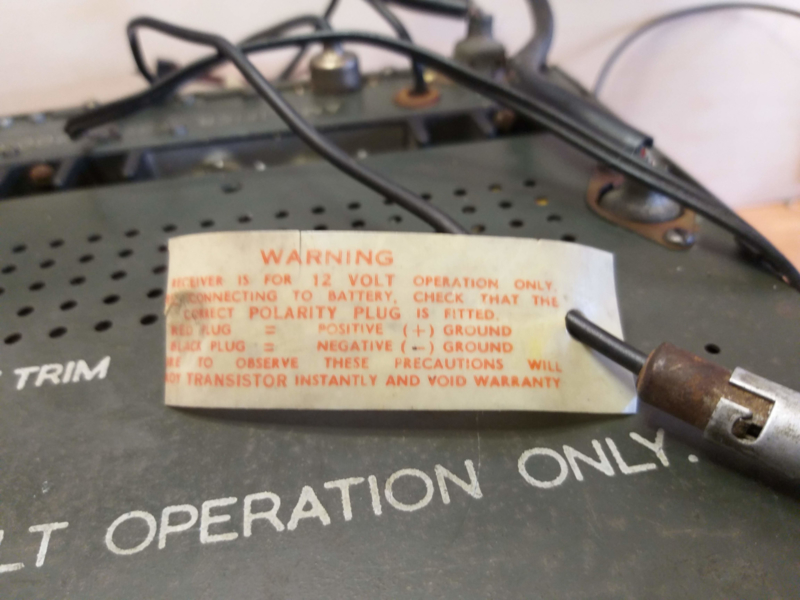 WARNING
RECEIVER IS FOR 12 VOLT OPERATION ONLY.
CONNECTING TO BATTERY, CHECK THAT THE
POLARITY PLUG IS FITTED.
RED PLUG = POSITIVE (+) GROUND
BLACK PLUG = NEGATIVE (-) GROUND
RE TO OBSERVE THESE PRECAUTIONS WILL
OY TRANSISTOR INSTANTLY AND VOID WARRANTY
TRIM
LT OPERATION ONLY.